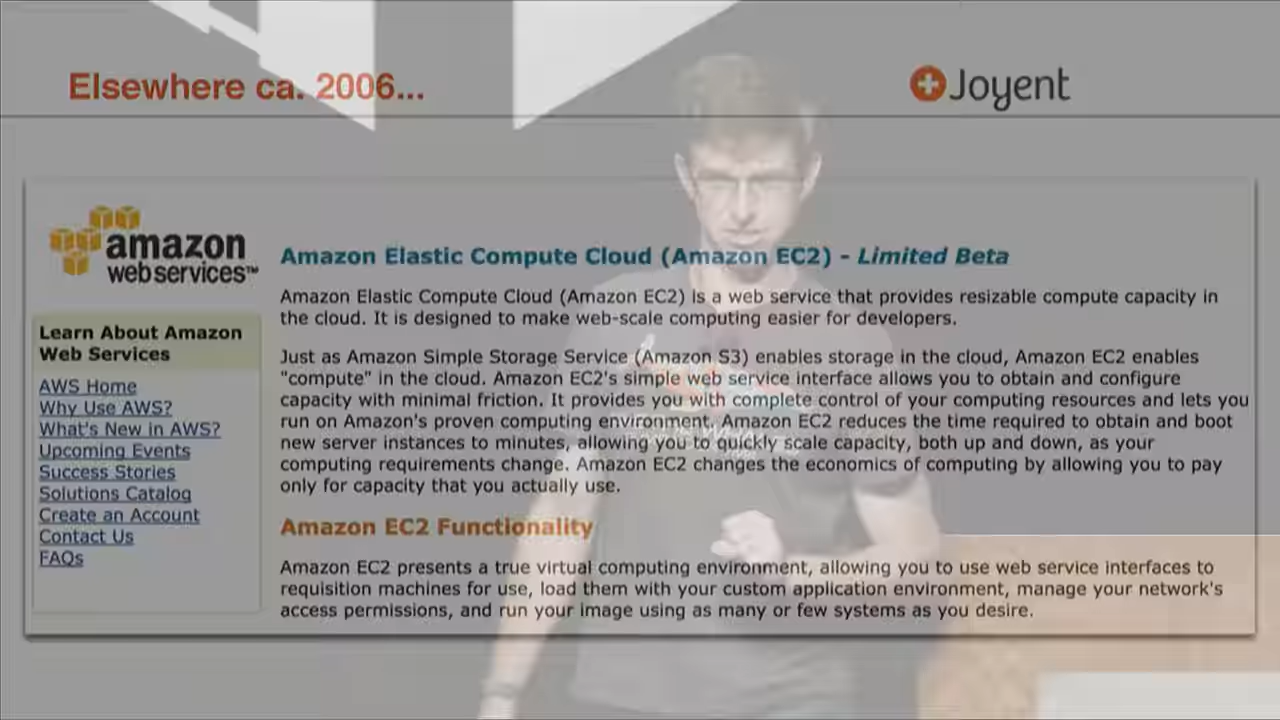 Elsewhere ca. 2006...
Joyent
amazon
webservices™
Learn About Amazon
Web Services
AWS Home
Why Use AWS?
What's New in AWS?
Upcoming Events
Success Stories
Solutions Catalog
Create an Account
Contact Us
FAQs
Amazon Elastic Compute Cloud (Amazon EC2) - Limited Beta
Amazon Elastic Compute Cloud (Amazon EC2) is a web service that provides resizable compute capacity in
the cloud. It is designed to make web-scale computing easier for developers.
Just as Amazon Simple Storage Service (Amazon S3) enables storage in the cloud, Amazon EC2 enables
"compute" in the cloud. Amazon EC2's simple web service interface allows you to obtain and configure
capacity with minimal friction. It provides you with complete control of your computing resources and lets you
run on Amazon's proven computing environment. Amazon EC2 reduces the time required to obtain and boot
new server instances to minutes, allowing you to quickly scale capacity, both up and down, as your
computing requirements change. Amazon EC2 changes the economics of computing by allowing you to pay
only for capacity that you actually use.
Amazon EC2 Functionality
Amazon EC2 presents a true virtual computing environment, allowing you to use web service interfaces to
requisition machines for use, load them with your custom application environment, manage your network's
access permissions, and run your image using as many or few systems as you desire.